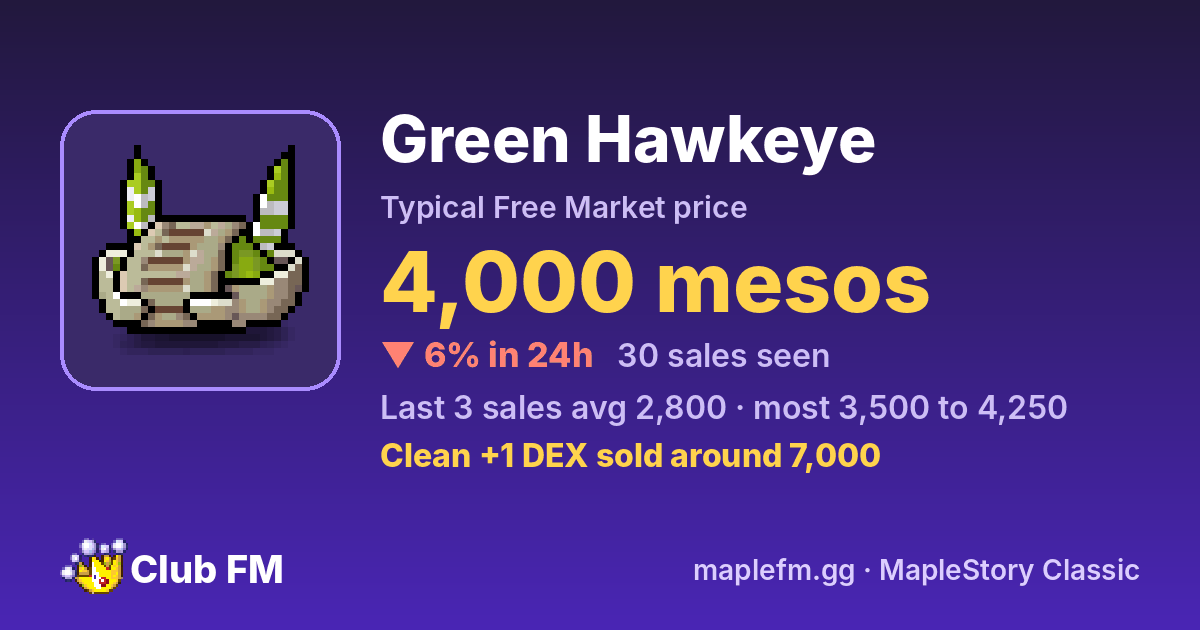 Green Hawkeye
Typical Free Market price
4,000 mesos
▼ 6% in 24h 30 sales seen
Last 3 sales avg 2,800 · most 3,500 to 4,250
Clean +1 DEX sold around 7,000
Club FM
maplefm.gg · MapleStory Classic